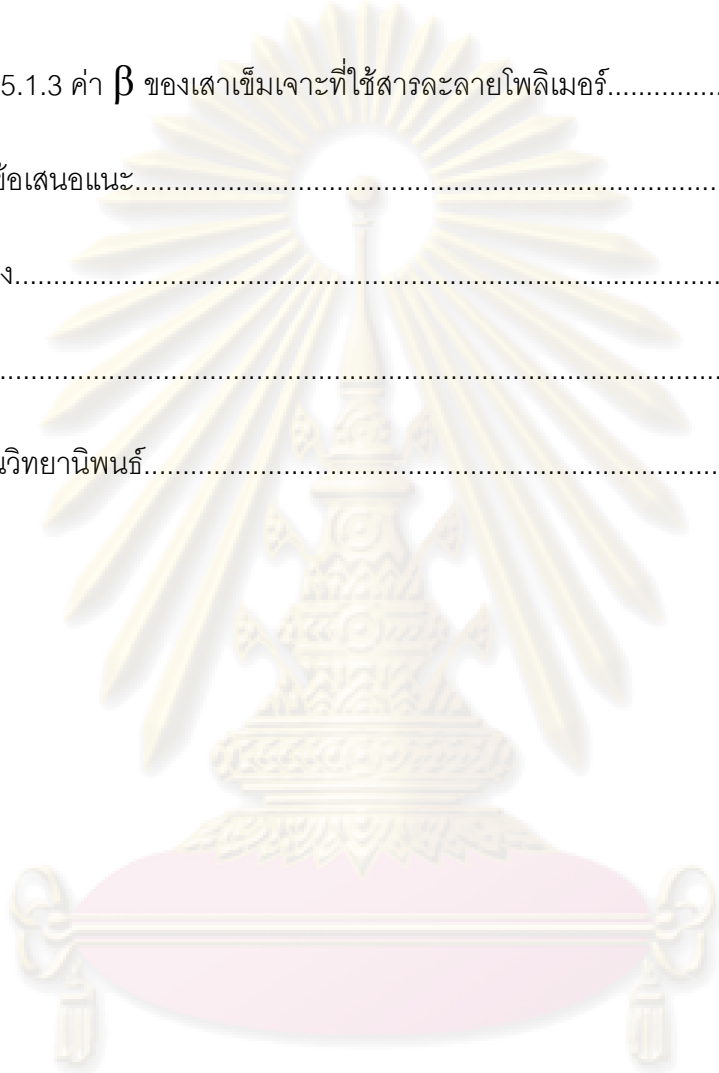 5.1.3 ค่า β ของเสาเข็มเจาะที่ใช้สารละลายโพลิเมอร์...............
ข้อเสนอแนะ...........................................................................
ง...........................................................................................
.............................................................................................
นวิทยานิพนธ์.........................................................................